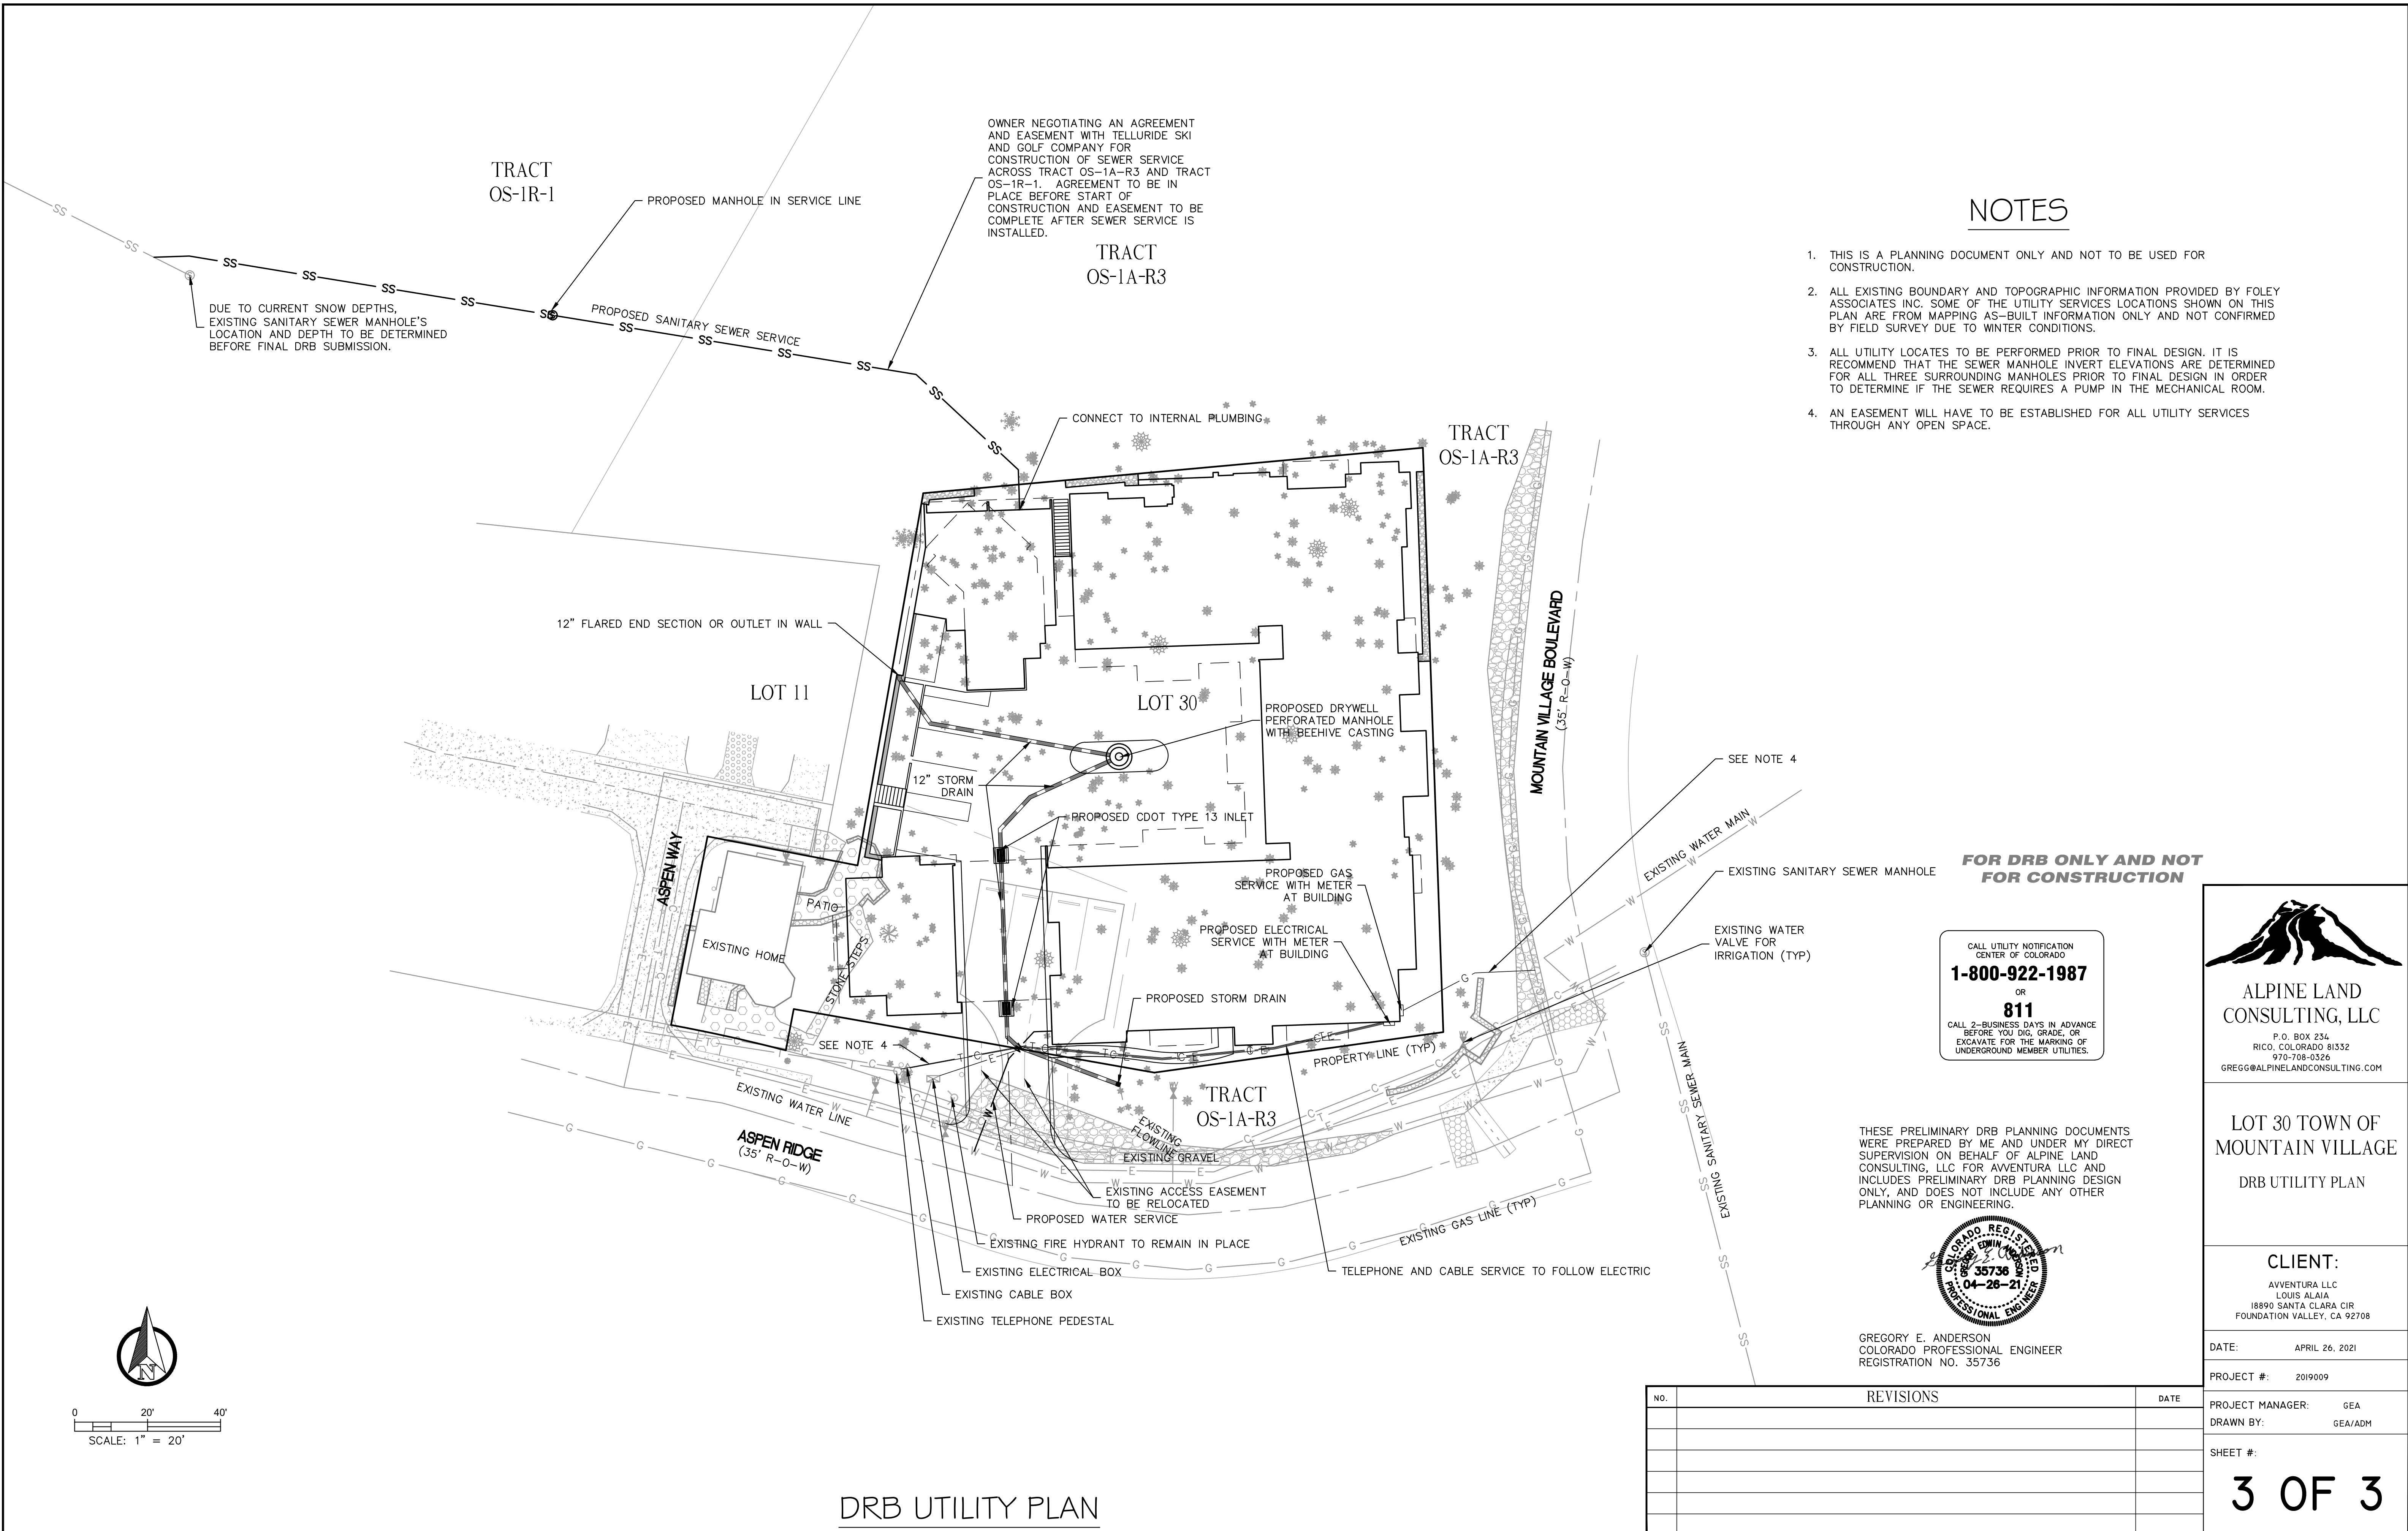 TRACT
OS-1R-1
PROPOSED MANHOLE IN SERVICE LINE
OWNER NEGOTIATING AN AGREEMENT
AND EASEMENT WITH TELLURIDE SKI
AND GOLF COMPANY FOR
CONSTRUCTION OF SEWER SERVICE
ACROSS TRACT OS-1A-R3 AND TRACT
OS-1R-1. AGREEMENT TO BE IN
PLACE BEFORE START OF
CONSTRUCTION AND EASEMENT TO BE
COMPLETE AFTER SEWER SERVICE IS
INSTALLED.
TRACT
OS-1A-R3
DUE TO CURRENT SNOW DEPTHS,
EXISTING SANITARY SEWER MANHOLE'S
LOCATION AND DEPTH TO BE DETERMINED
BEFORE FINAL DRB SUBMISSION.
PROPOSED SANITARY SEWER SERVICE
NOTES
1. THIS IS A PLANNING DOCUMENT ONLY AND NOT TO BE USED FOR
CONSTRUCTION.
2. ALL EXISTING BOUNDARY AND TOPOGRAPHIC INFORMATION PROVIDED BY FOLEY
ASSOCIATES INC. SOME OF THE UTILITY SERVICES LOCATIONS SHOWN ON THIS
PLAN ARE FROM MAPPING AS-BUILT INFORMATION ONLY AND NOT CONFIRMED
BY FIELD SURVEY DUE TO WINTER CONDITIONS.
3. ALL UTILITY LOCATES TO BE PERFORMED PRIOR TO FINAL DESIGN. IT IS
RECOMMEND THAT THE SEWER MANHOLE INVERT ELEVATIONS ARE DETERMINED
FOR ALL THREE SURROUNDING MANHOLES PRIOR TO FINAL DESIGN IN ORDER
TO DETERMINE IF THE SEWER REQUIRES A PUMP IN THE MECHANICAL ROOM.
4. AN EASEMENT WILL HAVE TO BE ESTABLISHED FOR ALL UTILITY SERVICES
THROUGH ANY OPEN SPACE.
CONNECT TO INTERNAL PLUMBING
TRACT
OS-1A-R3
12" FLARED END SECTION OR OUTLET IN WALL
LOT 11
LOT 30
PROPOSED DRYWELL
PERFORATED MANHOLE
WITH BEEHIVE CASTING
MOUNTAIN VILLAGE BOULEVARD
(35' R-O-W)
12" STORM
DRAIN
PROPOSED CDOT TYPE 13 INLET
SEE NOTE 4
EXISTING WATER MAIN
EXISTING SANITARY SEWER MANHOLE
PROPOSED GAS
SERVICE WITH METER
AT BUILDING
PROPOSED ELECTRICAL
SERVICE WITH METER
AT BUILDING
EXISTING WATER
VALVE FOR
IRRIGATION (TYP)
ASPEN WAY
PATIO
EXISTING HOME
STONE STEPS
PROPOSED STORM DRAIN
SEE NOTE 4
PROPERTY LINE (TYP)
TRACT
OS-1A-R3
EXISTING WATER LINE
ASPEN RIDGE
(35' R-O-W)
EXISTING
FLOWLINE
EXISTING GRAVEL
EXISTING SANITARY SEWER MAIN
EXISTING ACCESS EASEMENT
TO BE RELOCATED
PROPOSED WATER SERVICE
EXISTING GAS LINE (TYP)
EXISTING FIRE HYDRANT TO REMAIN IN PLACE
EXISTING ELECTRICAL BOX
TELEPHONE AND CABLE SERVICE TO FOLLOW ELECTRIC
EXISTING CABLE BOX
EXISTING TELEPHONE PEDESTAL
N
0 20' 40'
SCALE: 1" = 20'
DRB UTILITY PLAN
FOR DRB ONLY AND NOT
FOR CONSTRUCTION
CALL UTILITY NOTIFICATION
CENTER OF COLORADO
1-800-922-1987
OR
811
CALL 2-BUSINESS DAYS IN ADVANCE
BEFORE YOU DIG, GRADE, OR
EXCAVATE FOR THE MARKING OF
UNDERGROUND MEMBER UTILITIES.
THESE PRELIMINARY DRB PLANNING DOCUMENTS
WERE PREPARED BY ME AND UNDER MY DIRECT
SUPERVISION ON BEHALF OF ALPINE LAND
CONSULTING, LLC FOR AVVENTURA LLC AND
INCLUDES PRELIMINARY DRB PLANNING DESIGN
ONLY, AND DOES NOT INCLUDE ANY OTHER
PLANNING OR ENGINEERING.
COLORADO REGISTERED
GREGORY EDWIN ANDERSON
35736
04-26-21
PROFESSIONAL ENGINEER
GREGORY E. ANDERSON
COLORADO PROFESSIONAL ENGINEER
REGISTRATION NO. 35736
NO. REVISIONS DATE
ALPINE LAND
CONSULTING, LLC
P.O. BOX 234
RICO, COLORADO 81332
970-708-0326
GREGG@ALPINELANDCONSULTING.COM
LOT 30 TOWN OF
MOUNTAIN VILLAGE
DRB UTILITY PLAN
CLIENT:
AVVENTURA LLC
LOUIS ALAIA
18890 SANTA CLARA CIR
FOUNDATION VALLEY, CA 92708
DATE: APRIL 26, 2021
PROJECT #: 2019009
PROJECT MANAGER: GEA
DRAWN BY: GEA/ADM
SHEET #:
3 OF 3